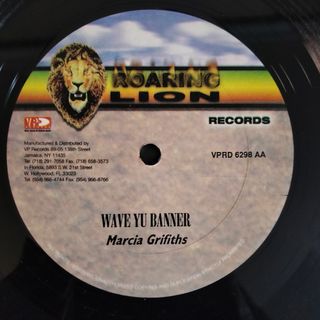 ROARING
LION
RECORDS
VP
Manufactured & Distributed by
VP Records 89-05 138th Street
Jamaica, NY 11435
Tel: (718) 291-7058 Fax: (718) 658-3573
in Florida; 5893 S.W. 21st Street
W. Hollywood, FL 33023
Tel: (954) 966-4744 Fax: (954) 966-8766
VPRD 6298 AA
WAVE YU BANNER
Marcia Grifiths